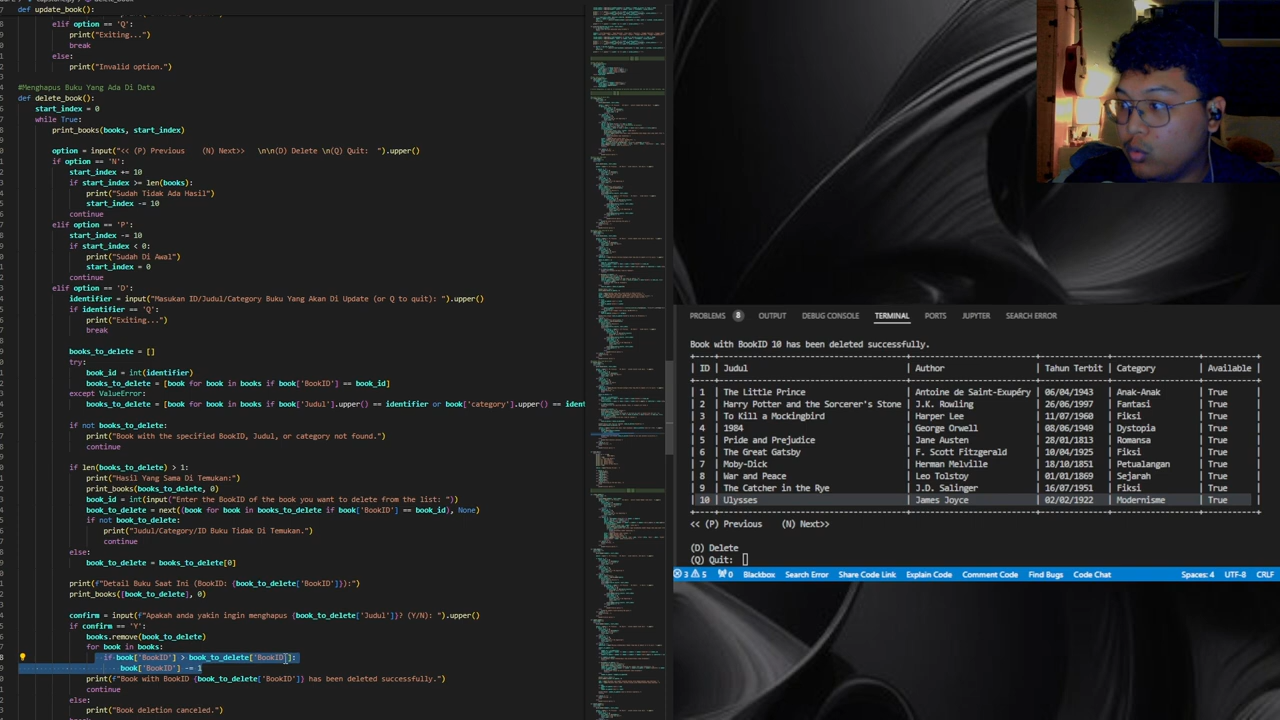 def update_book():
elif option == 'Q':
print("Exiting...")
break
else:
print("Invalid option.")
#Menghapus Buku Yang Ada Di Data
def delete_book():
start_index = 0
while True:
print_books(books, start_index)
option = input("<< (P) Previous   (N) Next>>   \n\n(D) Delete \n(Q) Quit:  ").upper()
if option == 'N':
start_index += 10
if start_index >= len(books):
print("Sudah Tidak Ada Hasil")
start_index -= 10
continue
elif option == 'P':
start_index -= 10
if start_index < 0:
print("Sudah Di Awal")
start_index = 0
continue
elif option == 'D':
identifier = input("Masukan ID/Judul/Category Buku Yang Akan Di Update (or Q to quit): ").upper()
if identifier == 'Q':
print("Exiting...")
break
books_to_delete = []
try:
book_id = int(identifier)
books_to_delete = [book for book in books if book['BookID'] == book_id]
except ValueError:
books_to_delete = [book for book in books if book['Judul'].upper() == identifier or book['category'].upper() == ident
if not books_to_delete:
print("Book with the specified BookID, Judul, or category not found.")
continue
if len(books_to_delete) > 1:
print("Hasil Yang Sama Di Temukan:")
print_books(books_to_delete, 0)
book_id = int(input("Enter the BookID of the book you want to delete from the list: "))
book_to_delete = next((book for book in books_to_delete if book['BookID'] == book_id), None)
if not book_to_delete:
print("Judul/Category/ID Buku Tidak Di Temukan.")
continue
else:
book_to_delete = books_to_delete[0]
print(f"Detail Buku Saat Ini (BookID: {book_to_delete['BookID']}):")
print_books([book_to_delete], 0)
confirm = input(f"Apakah anda yakin ingin menghapus {book_to_delete['Judul']}? (Y/N): ").upper()
if confirm == 'Y':
books.remove(book_to_delete)
for book in books:
if book['BookID'] > book_to_delete['BookID']:
book['BookID'] -= 1
print(f"Book with BookID {book_to_delete['BookID']} has been deleted successfully.")
continue
else:
print("Book deletion canceled.")
PROBLEMS 8 OUTPUT DEBUG CONSOLE TERMINAL PORTS JUPYTER SEARCH ERROR
Book with BookID 10 has been deleted successfully.
| ID | Judul | Author | Tahun Terbit | Category | Available |
| 1 | The Little Prince | Antoine de Saint-Exupéry | 06/04/1943 | Anak-Anak | True
| 2 | Harry Potter and the Sorcerer's Stone | J.K. Rowling | 26/06/1997 | Fantasi | True
| 3 | To Kill a Mockingbird | Harper Lee | 11/07/1960 | Fiksi | True
| 4 | 1984 | George Orwell | 08/06/1949 | Dystopia | True
| 5 | Pride and Prejudice | Jane Austen | 28/01/1813 | Romansa | True
| 6 | The Great Gatsby | F. Scott Fitzgerald | 10/04/1925 | Fiksi | True
| 7 | Moby-Dick | Herman Melville | 18/10/1851 | Petualangan | True
| 8 | War and Peace | Leo Tolstoy | 01/01/1869 | Sejarah | True
| 9 | The Catcher in the Rye | J.D. Salinger | 16/07/1951 | Fiksi | True
| 10 | Ulysses | James Joyce | 02/02/1922 | Modernisme | True
<< (P) Previous   (N) Next>>
(D) Delete
(Q) Quit:
3 5 0 Blackbox Search Error Share Code Link Explain Code Comment Code Find Bugs Code Chat Spaces: 4 UTF-8 CRLF